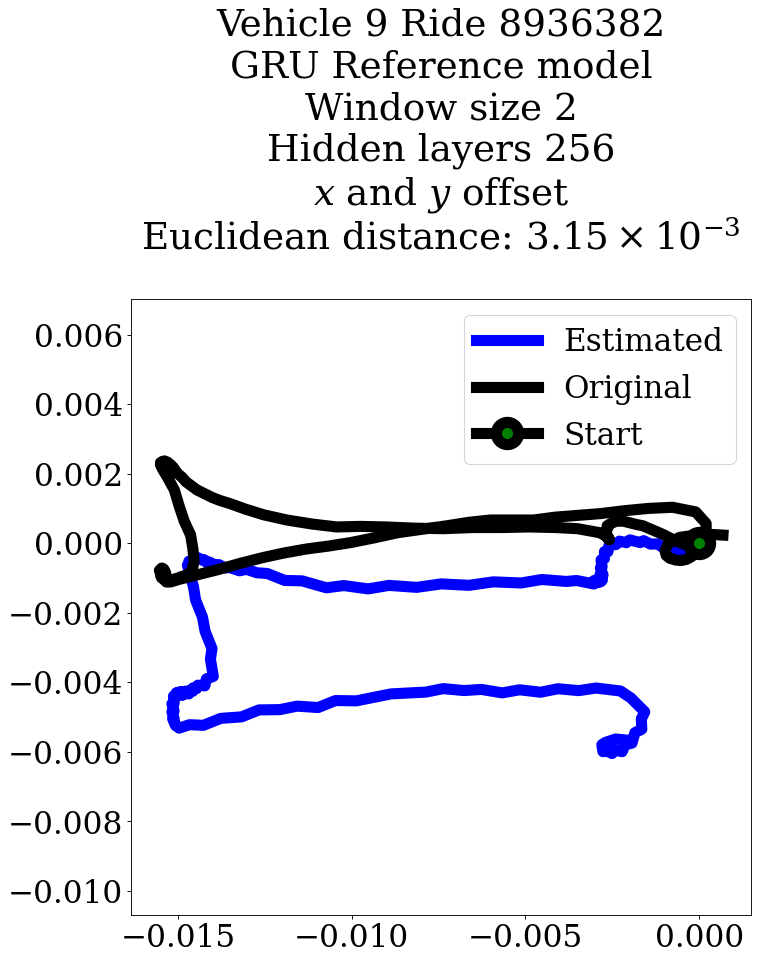 Vehicle 9 Ride 8936382
GRU Reference model
Window size 2
Hidden layers 256
x and y offset
Euclidean distance: 3.15 × 10⁻³
Estimated
Original
Start
0.006
0.004
0.002
0.000
−0.002
−0.004
−0.006
−0.008
−0.010
−0.015 −0.010 −0.005 0.000